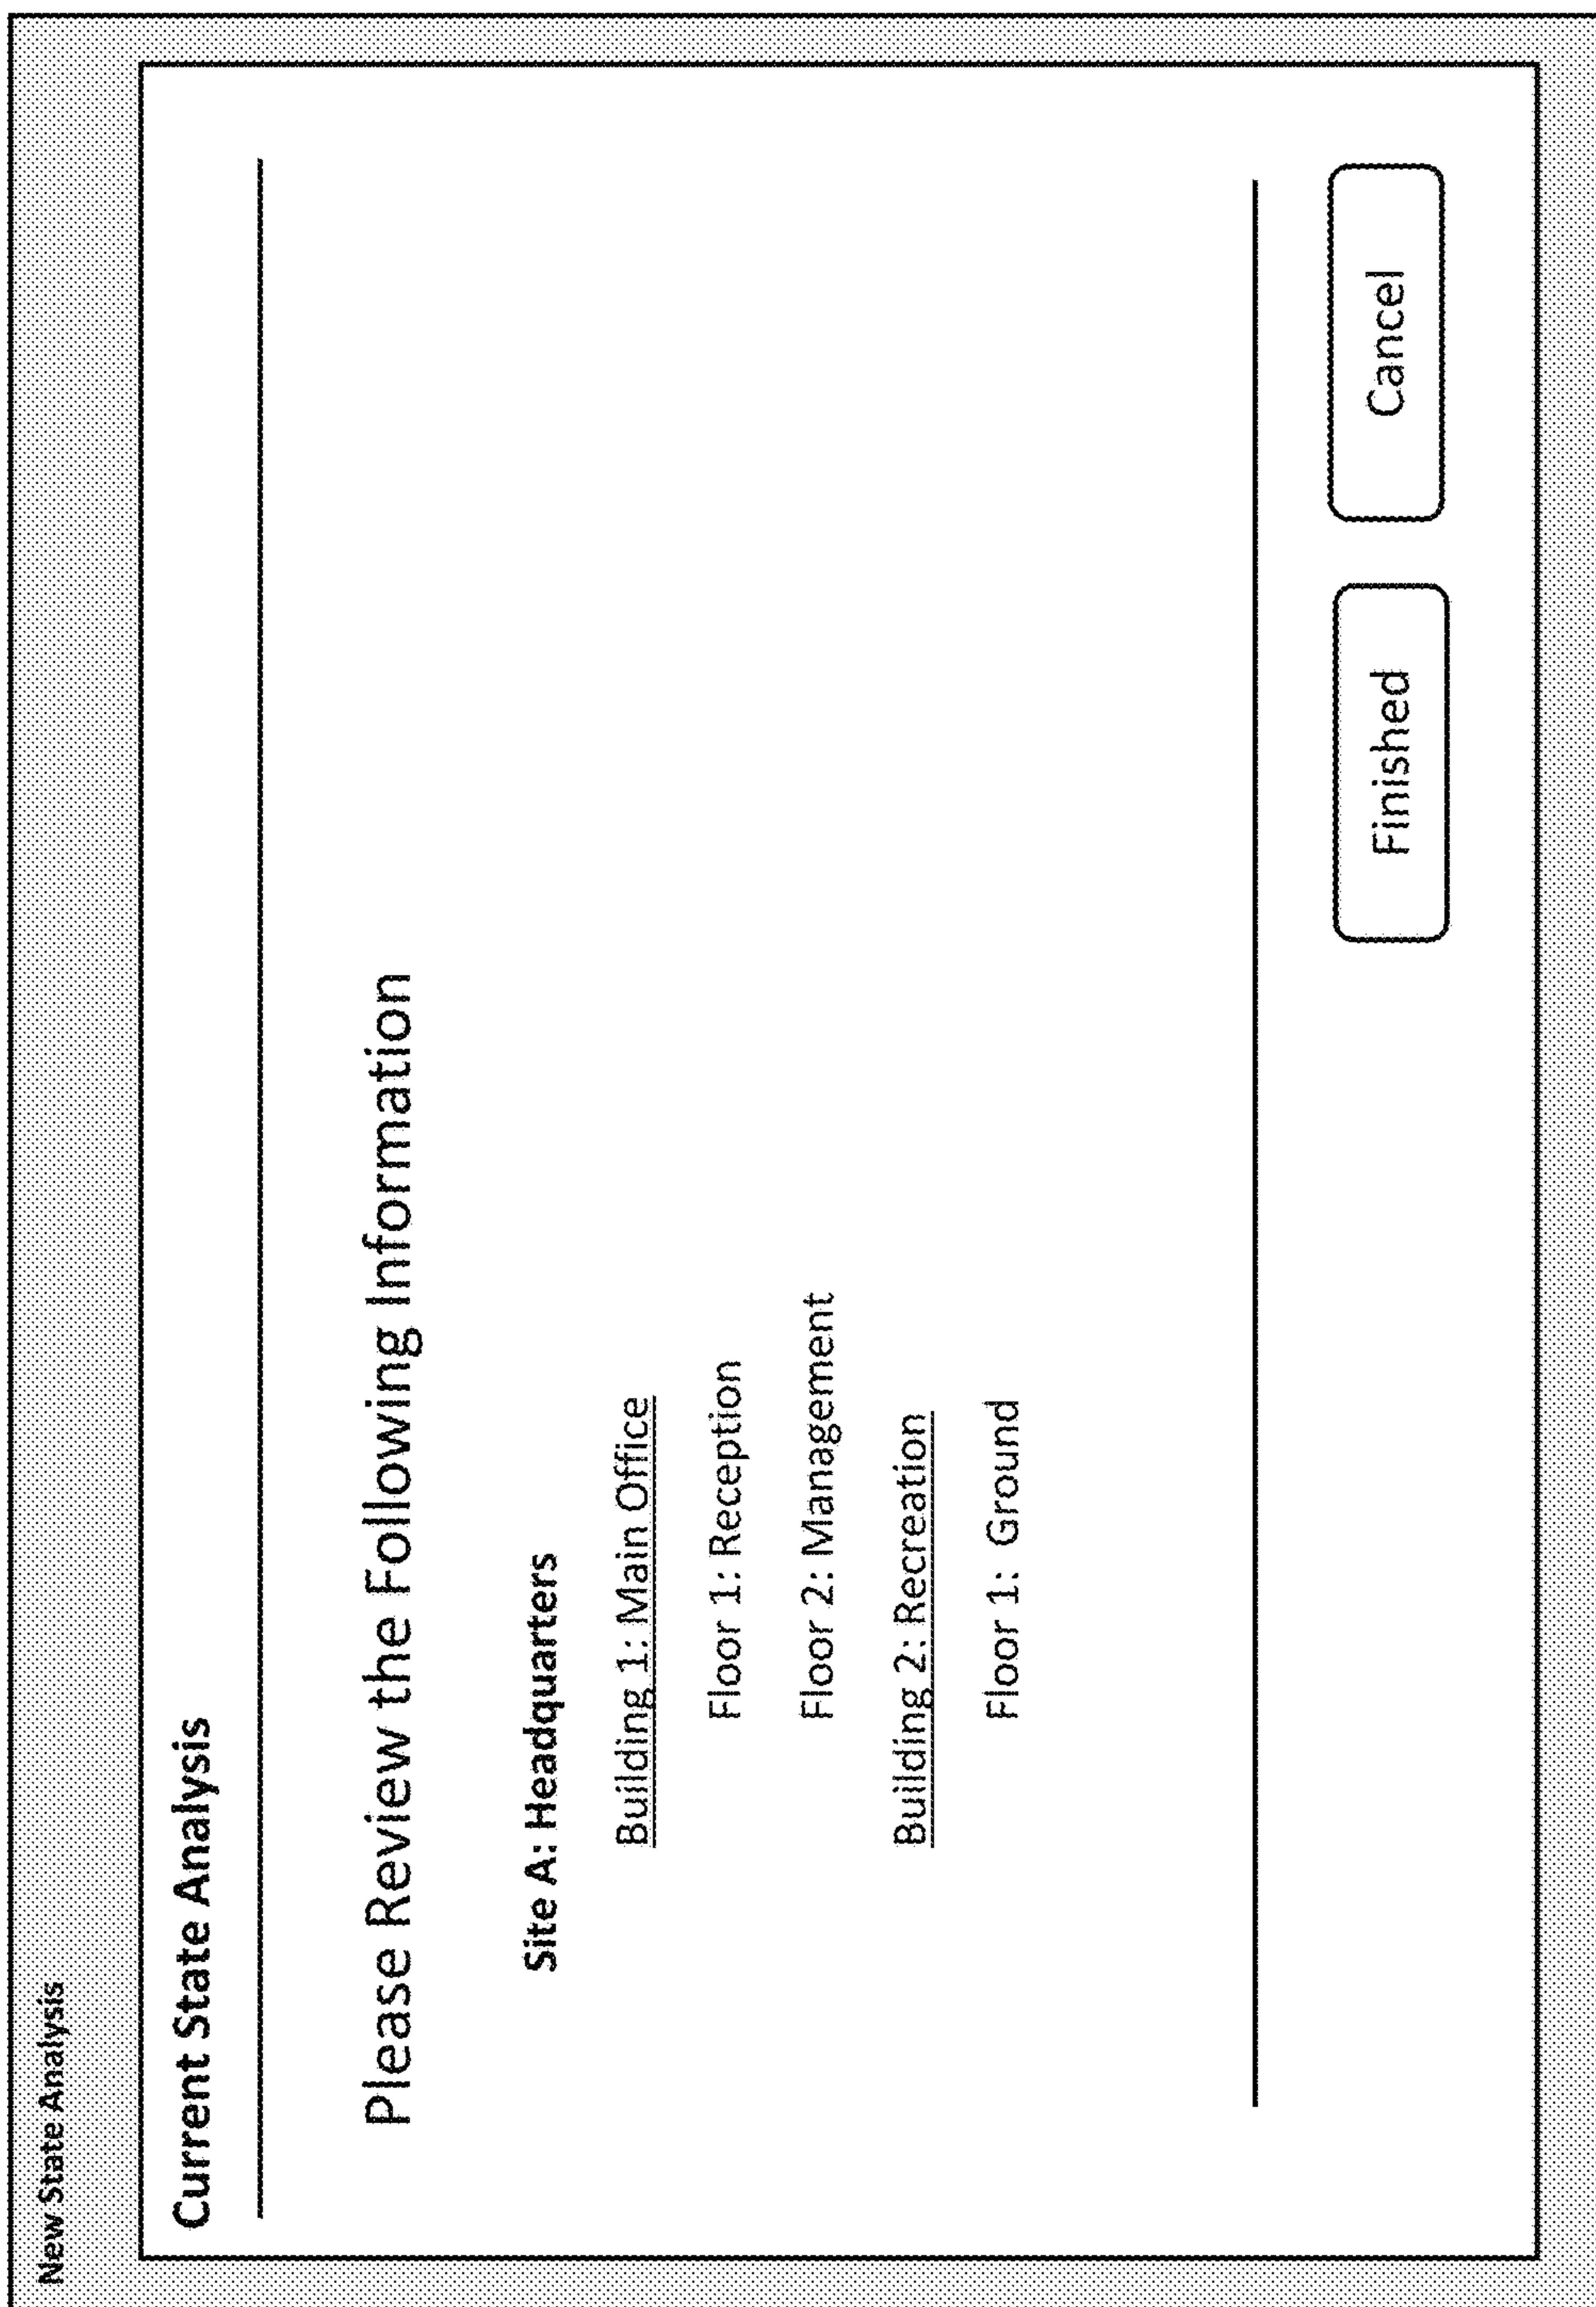 New State Analysis
Current State Analysis
Please Review the Following Information
Site A: Headquarters
Building 1: Main Office
Floor 1: Reception
Floor 2: Management
Building 2: Recreation
Floor 1: Ground
Finished
Cancel